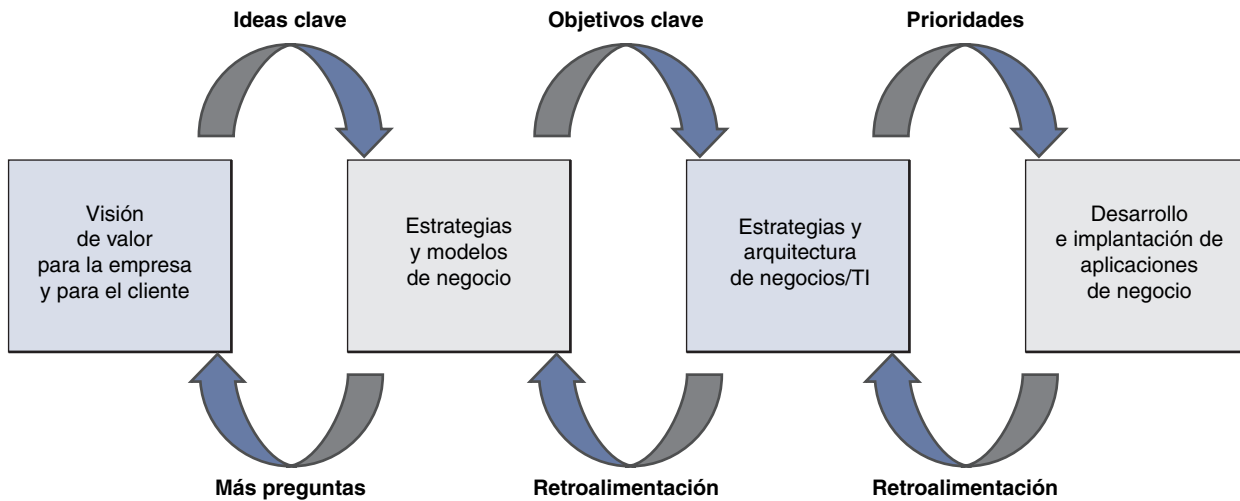 Ideas clave
Objetivos clave
Prioridades
Visión
de valor
para la empresa
y para el cliente
Estrategias
y modelos
de negocio
Estrategias y
arquitectura
de negocios/TI
Desarrollo
e implantación de
aplicaciones
de negocio
Más preguntas
Retroalimentación
Retroalimentación